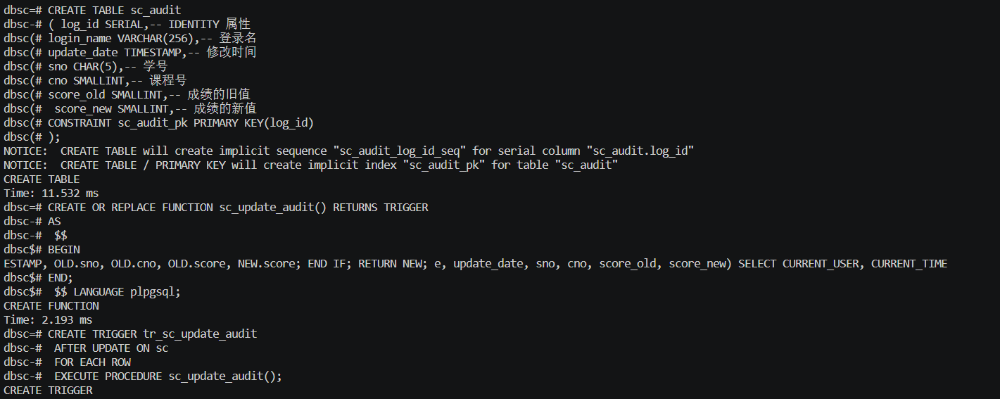 dbsc=# CREATE TABLE sc_audit
dbsc-# ( log_id SERIAL,-- IDENTITY 属性
dbsc(# login_name VARCHAR(256),-- 登录名
dbsc(# update_date TIMESTAMP,-- 修改时间
dbsc(# sno CHAR(5),-- 学号
dbsc(# cno SMALLINT,-- 课程号
dbsc(# score_old SMALLINT,-- 成绩的旧值
dbsc(#  score_new SMALLINT,-- 成绩的新值
dbsc(# CONSTRAINT sc_audit_pk PRIMARY KEY(log_id)
dbsc(# );
NOTICE:  CREATE TABLE will create implicit sequence "sc_audit_log_id_seq" for serial column "sc_audit.log_id"
NOTICE:  CREATE TABLE / PRIMARY KEY will create implicit index "sc_audit_pk" for table "sc_audit"
CREATE TABLE
Time: 11.532 ms
dbsc=# CREATE OR REPLACE FUNCTION sc_update_audit() RETURNS TRIGGER
dbsc-# AS
dbsc-#  $$
dbsc$# BEGIN
ESTAMP, OLD.sno, OLD.cno, OLD.score, NEW.score; END IF; RETURN NEW; e, update_date, sno, cno, score_old, score_new) SELECT CURRENT_USER, CURRENT_TIME
dbsc$# END;
dbsc$#  $$ LANGUAGE plpgsql;
CREATE FUNCTION
Time: 2.193 ms
dbsc=# CREATE TRIGGER tr_sc_update_audit
dbsc-#  AFTER UPDATE ON sc
dbsc-#  FOR EACH ROW
dbsc-#  EXECUTE PROCEDURE sc_update_audit();
CREATE TRIGGER